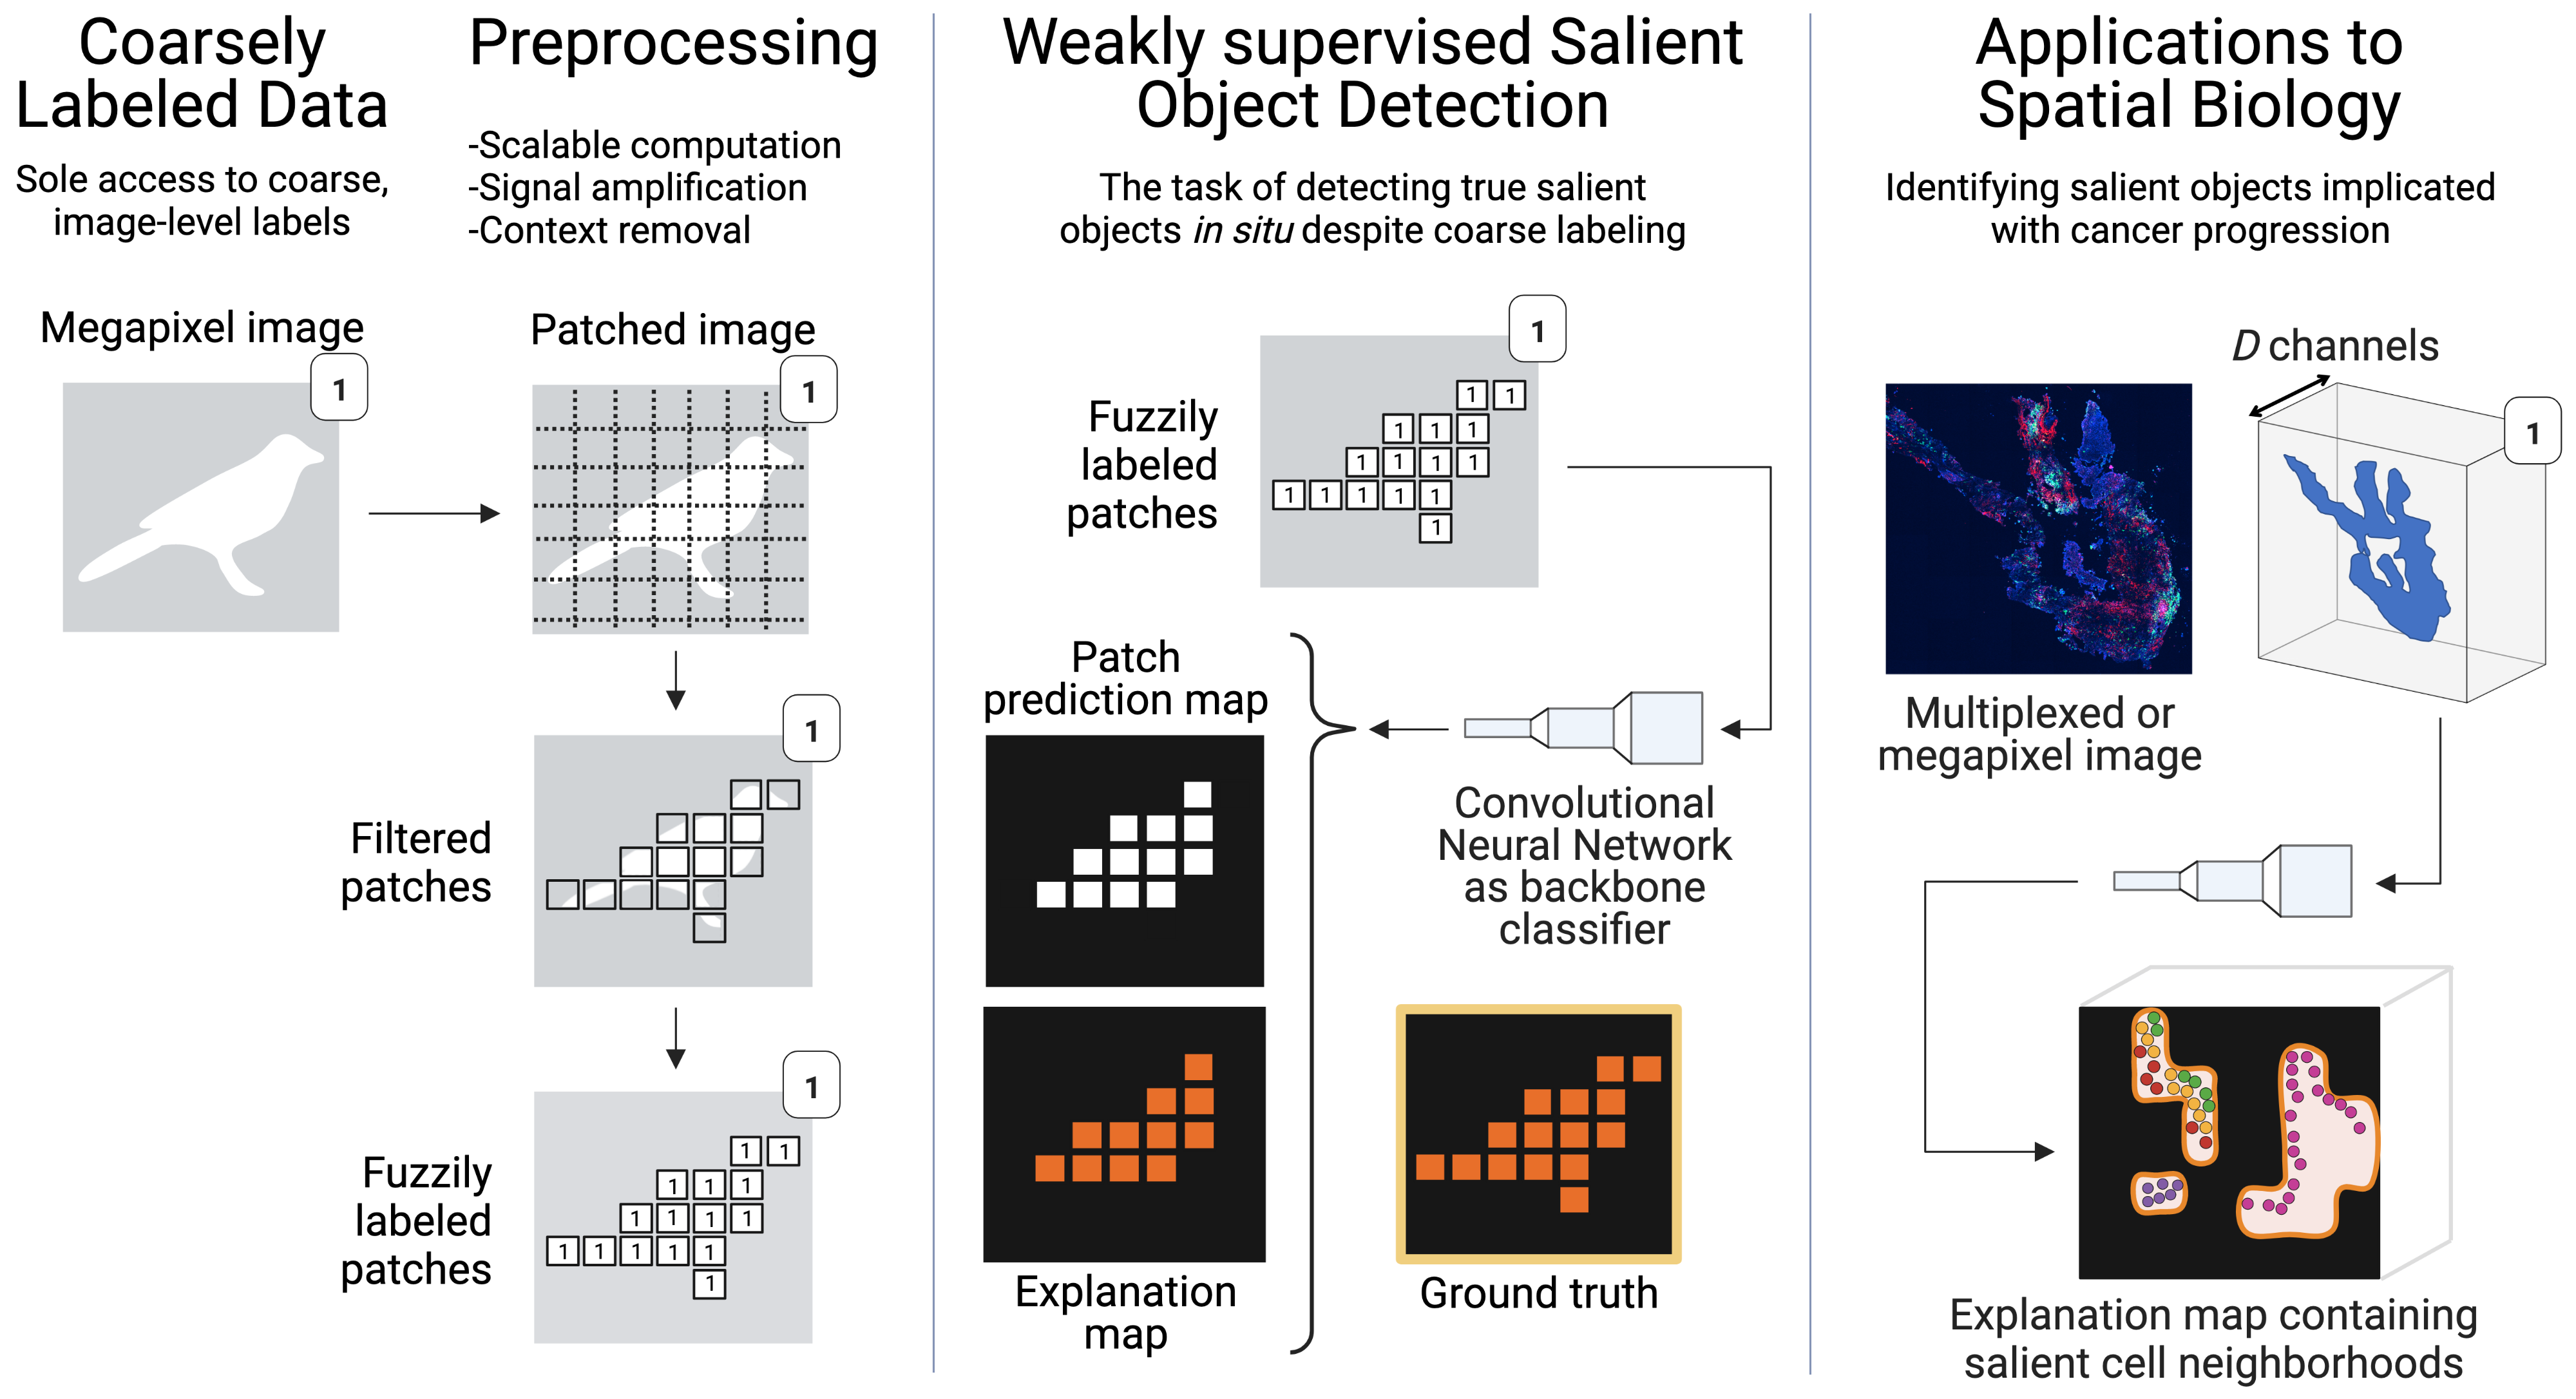 Coarsely
Labeled Data
Sole access to coarse,
image-level labels
Megapixel image
1
Preprocessing
-Scalable computation
-Signal amplification
-Context removal
Patched image
1
1
Filtered
patches
1
Fuzzily
labeled
patches
1 1
1 1 1
1 1 1 1
1 1 1 1 1
1
Weakly supervised Salient
Object Detection
The task of detecting true salient
objects in situ despite coarse labeling
1
Fuzzily
labeled
patches
1 1
1 1 1
1 1 1 1
1 1 1 1 1
1
Patch
prediction map
Convolutional
Neural Network
as backbone
classifier
Explanation
map
Ground truth
Applications to
Spatial Biology
Identifying salient objects implicated
with cancer progression
D channels
1
Multiplexed or
megapixel image
Explanation map containing
salient cell neighborhoods